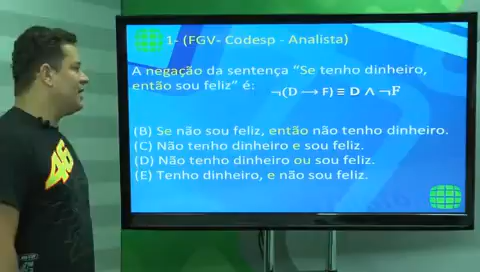 1- (FGV- Codesp - Analista)
A negação da sentença “Se tenho dinheiro,
então sou feliz” é: ¬(D ⟶ F) ≡ D ∧ ¬F
(B) Se não sou feliz, então não tenho dinheiro.
(C) Não tenho dinheiro e sou feliz.
(D) Não tenho dinheiro ou sou feliz.
(E) Tenho dinheiro, e não sou feliz.
46